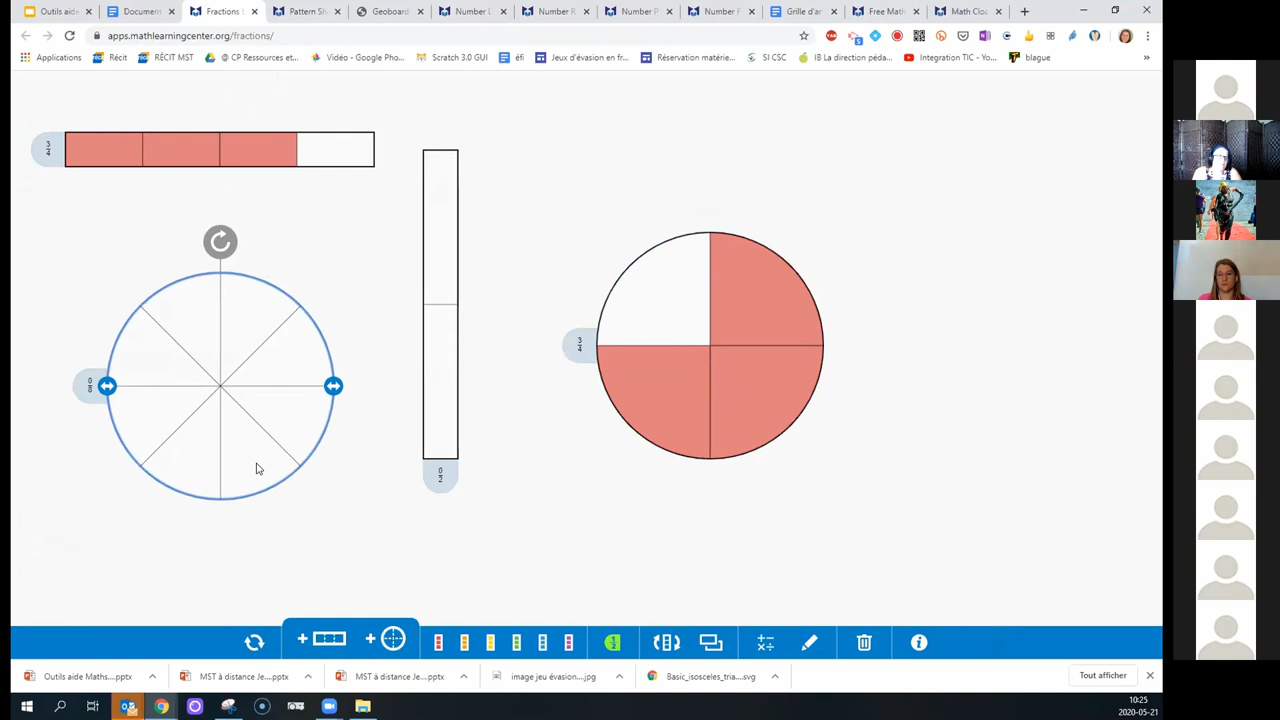 Outils aide
Document
Fractions b
Pattern Sh
Geoboard
Number L
Number R
Number P
Number F
Grille d'ar
Free Math
Math Cloc
apps.mathlearningcenter.org/fractions/
Applications
Récit
RÉCIT MST
@ CP Ressources et...
Vidéo - Google Pho...
Scratch 3.0 GUI
éfi
Jeux d'évasion en fr...
Réservation matérie...
SI CSC
IB La direction péda...
Integration TIC - Yo...
blague
3
4
0
8
0
2
3
4
1
2
Outils aide Maths....pptx
MST à distance Je....pptx
MST à distance Je....pptx
image jeu évasion....jpg
Basic_isosceles_tria....svg
Tout afficher
10:25
2020-05-21